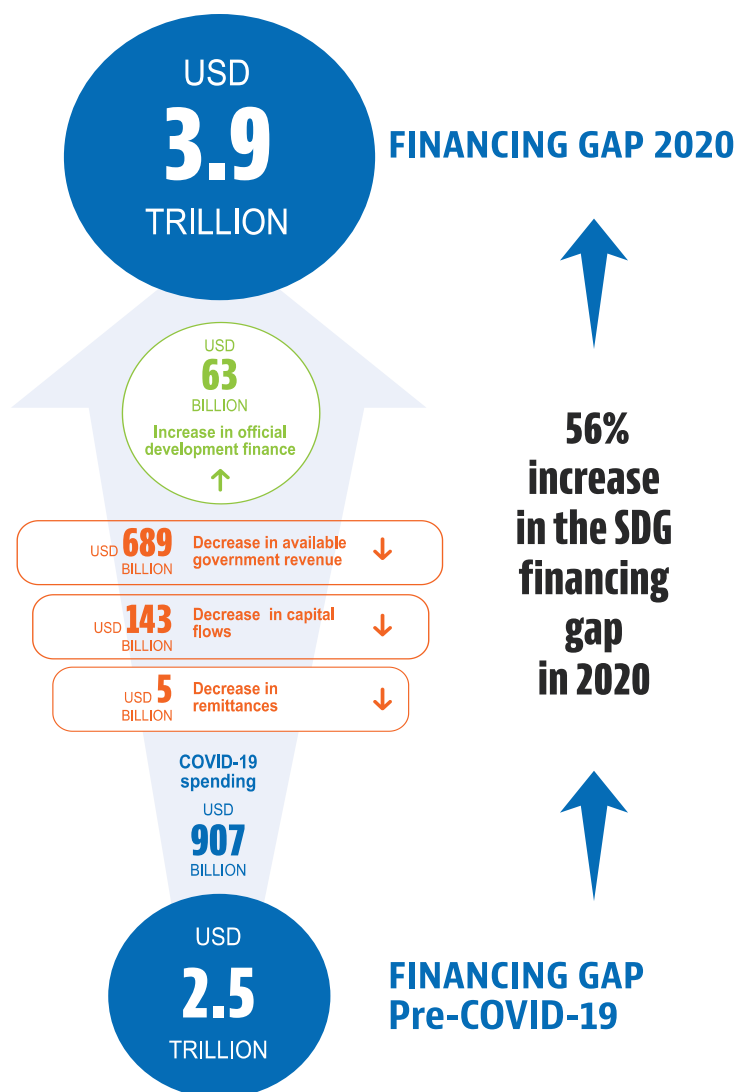 USD
3.9
TRILLION
FINANCING GAP 2020
USD
63
BILLION
Increase in official
development finance
USD 689
BILLION
Decrease in available
government revenue
USD 143
BILLION
Decrease in capital
flows
USD 5
BILLION
Decrease in
remittances
56%
increase
in the SDG
financing
gap
in 2020
COVID-19
spending
USD
907
BILLION
USD
2.5
TRILLION
FINANCING GAP
Pre-COVID-19